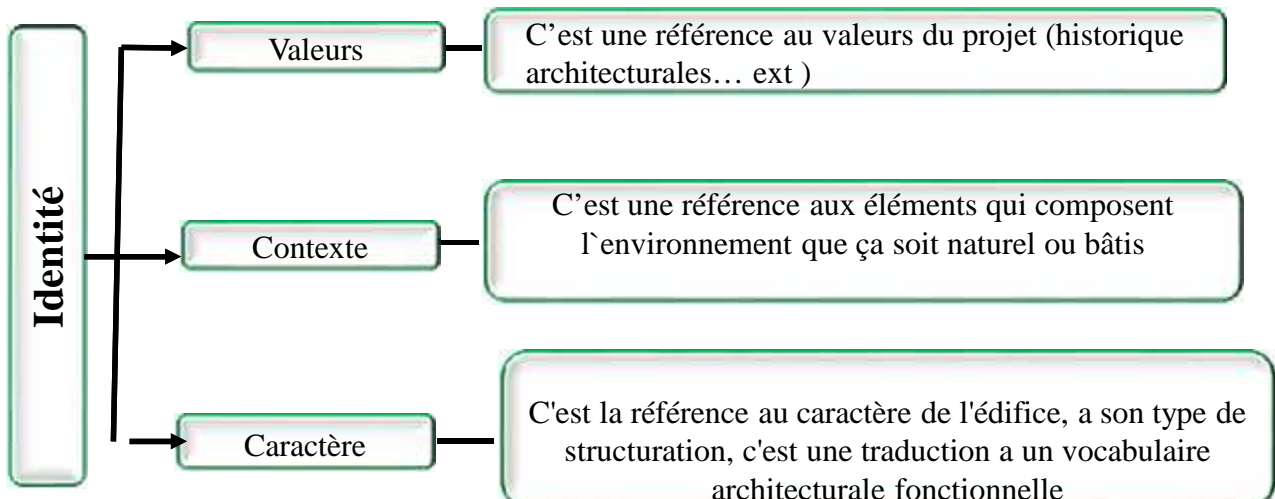 Identité
Valeurs
C’est une référence au valeurs du projet (historique
architecturales… ext )
Contexte
C’est une référence aux éléments qui composent
l`environnement que ça soit naturel ou bâtis
Caractère
C'est la référence au caractère de l'édifice, a son type de
structuration, c'est une traduction a un vocabulaire
architecturale fonctionnelle